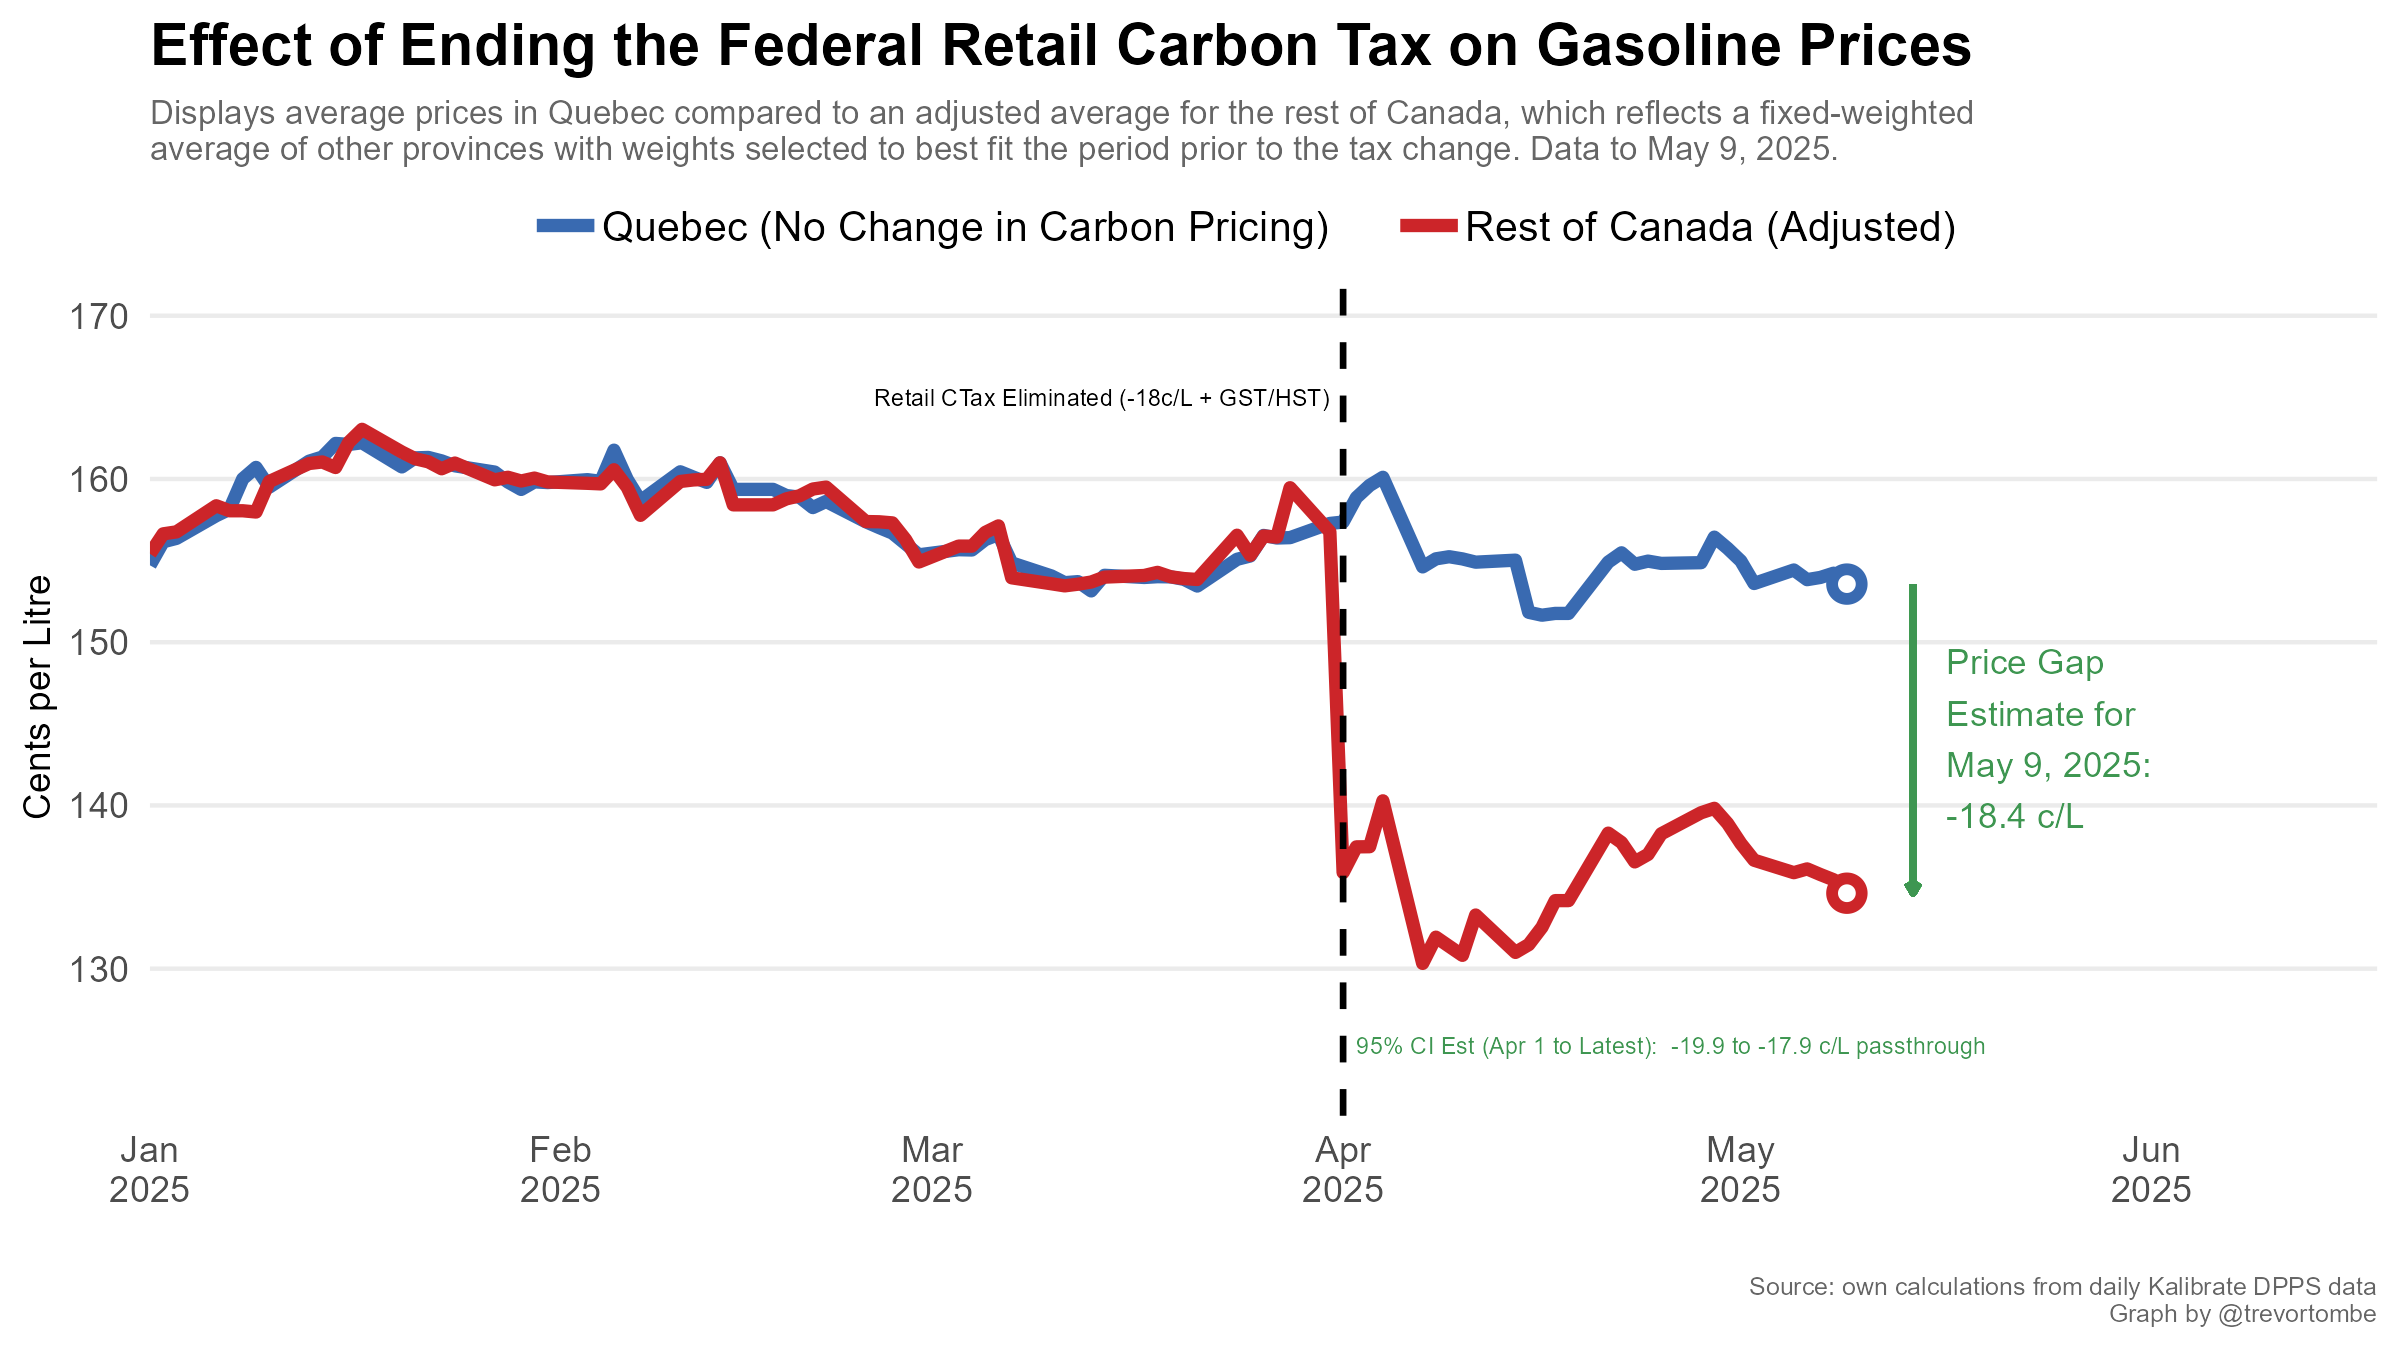 Effect of Ending the Federal Retail Carbon Tax on Gasoline Prices
Displays average prices in Quebec compared to an adjusted average for the rest of Canada, which reflects a fixed-weighted
average of other provinces with weights selected to best fit the period prior to the tax change. Data to May 9, 2025.
Quebec (No Change in Carbon Pricing)
Rest of Canada (Adjusted)
170
160
150
140
130
Cents per Litre
Retail CTax Eliminated (-18c/L + GST/HST)
Price Gap
Estimate for
May 9, 2025:
-18.4 c/L
95% CI Est (Apr 1 to Latest):  -19.9 to -17.9 c/L passthrough
Jan
2025
Feb
2025
Mar
2025
Apr
2025
May
2025
Jun
2025
Source: own calculations from daily Kalibrate DPPS data
Graph by @trevortombe